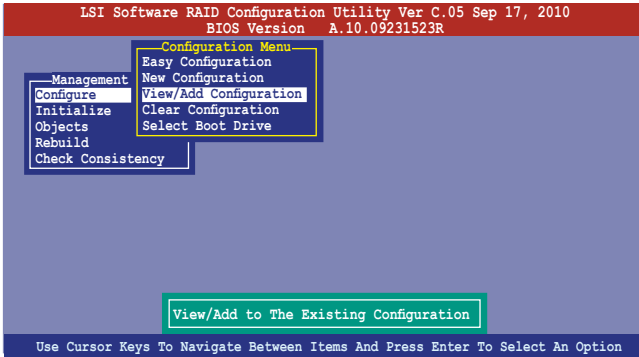 LSI Software RAID Configuration Utility Ver C.05 Sep 17, 2010
BIOS Version A.10.09231523R
Configuration Menu
Easy Configuration
New Configuration
View/Add Configuration
Clear Configuration
Select Boot Drive
Management
Configure
Initialize
Objects
Rebuild
Check Consistency
View/Add to The Existing Configuration
Use Cursor Keys To Navigate Between Items And Press Enter To Select An Option